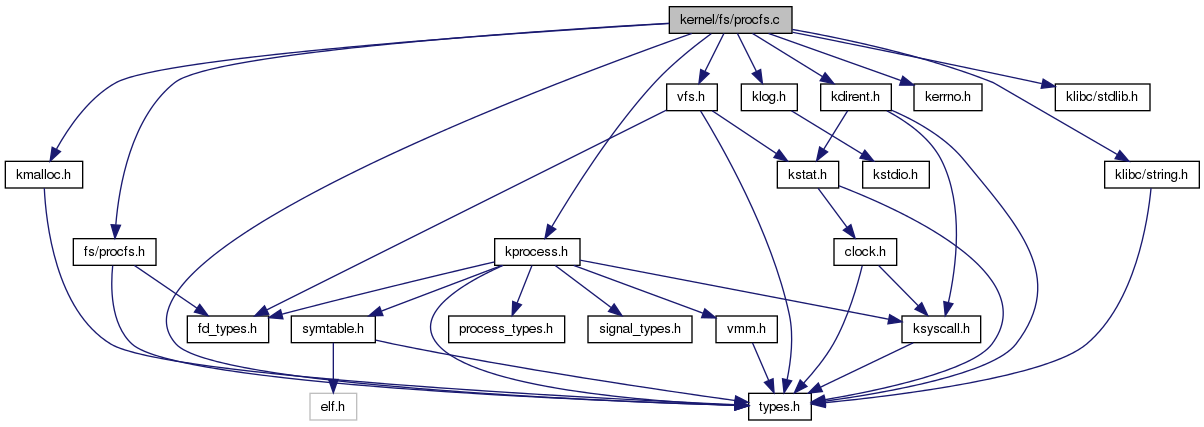 kernel/fs/procfs.c
vfs.h
klog.h
kdirent.h
kerrno.h
klibc/stdlib.h
kmalloc.h
kstat.h
kstdio.h
klibc/string.h
fs/procfs.h
kprocess.h
clock.h
fd_types.h
symtable.h
process_types.h
signal_types.h
vmm.h
ksyscall.h
elf.h
types.h